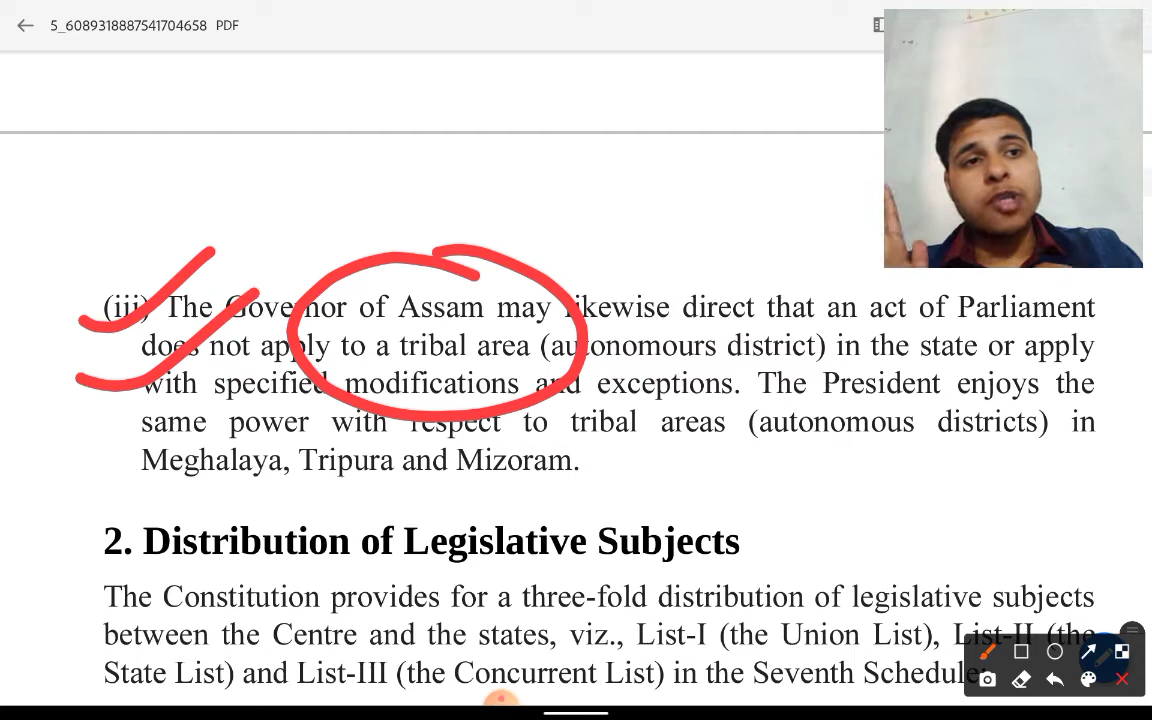 5_6089318887541704658 PDF
(iii) The Governor of Assam may likewise direct that an act of Parliament
does not apply to a tribal area (autonomours district) in the state or apply
with specified modifications and exceptions. The President enjoys the
same power with respect to tribal areas (autonomous districts) in
Meghalaya, Tripura and Mizoram.
2. Distribution of Legislative Subjects
The Constitution provides for a three-fold distribution of legislative subjects
between the Centre and the states, viz., List-I (the Union List), List-II (the
State List) and List-III (the Concurrent List) in the Seventh Schedule: